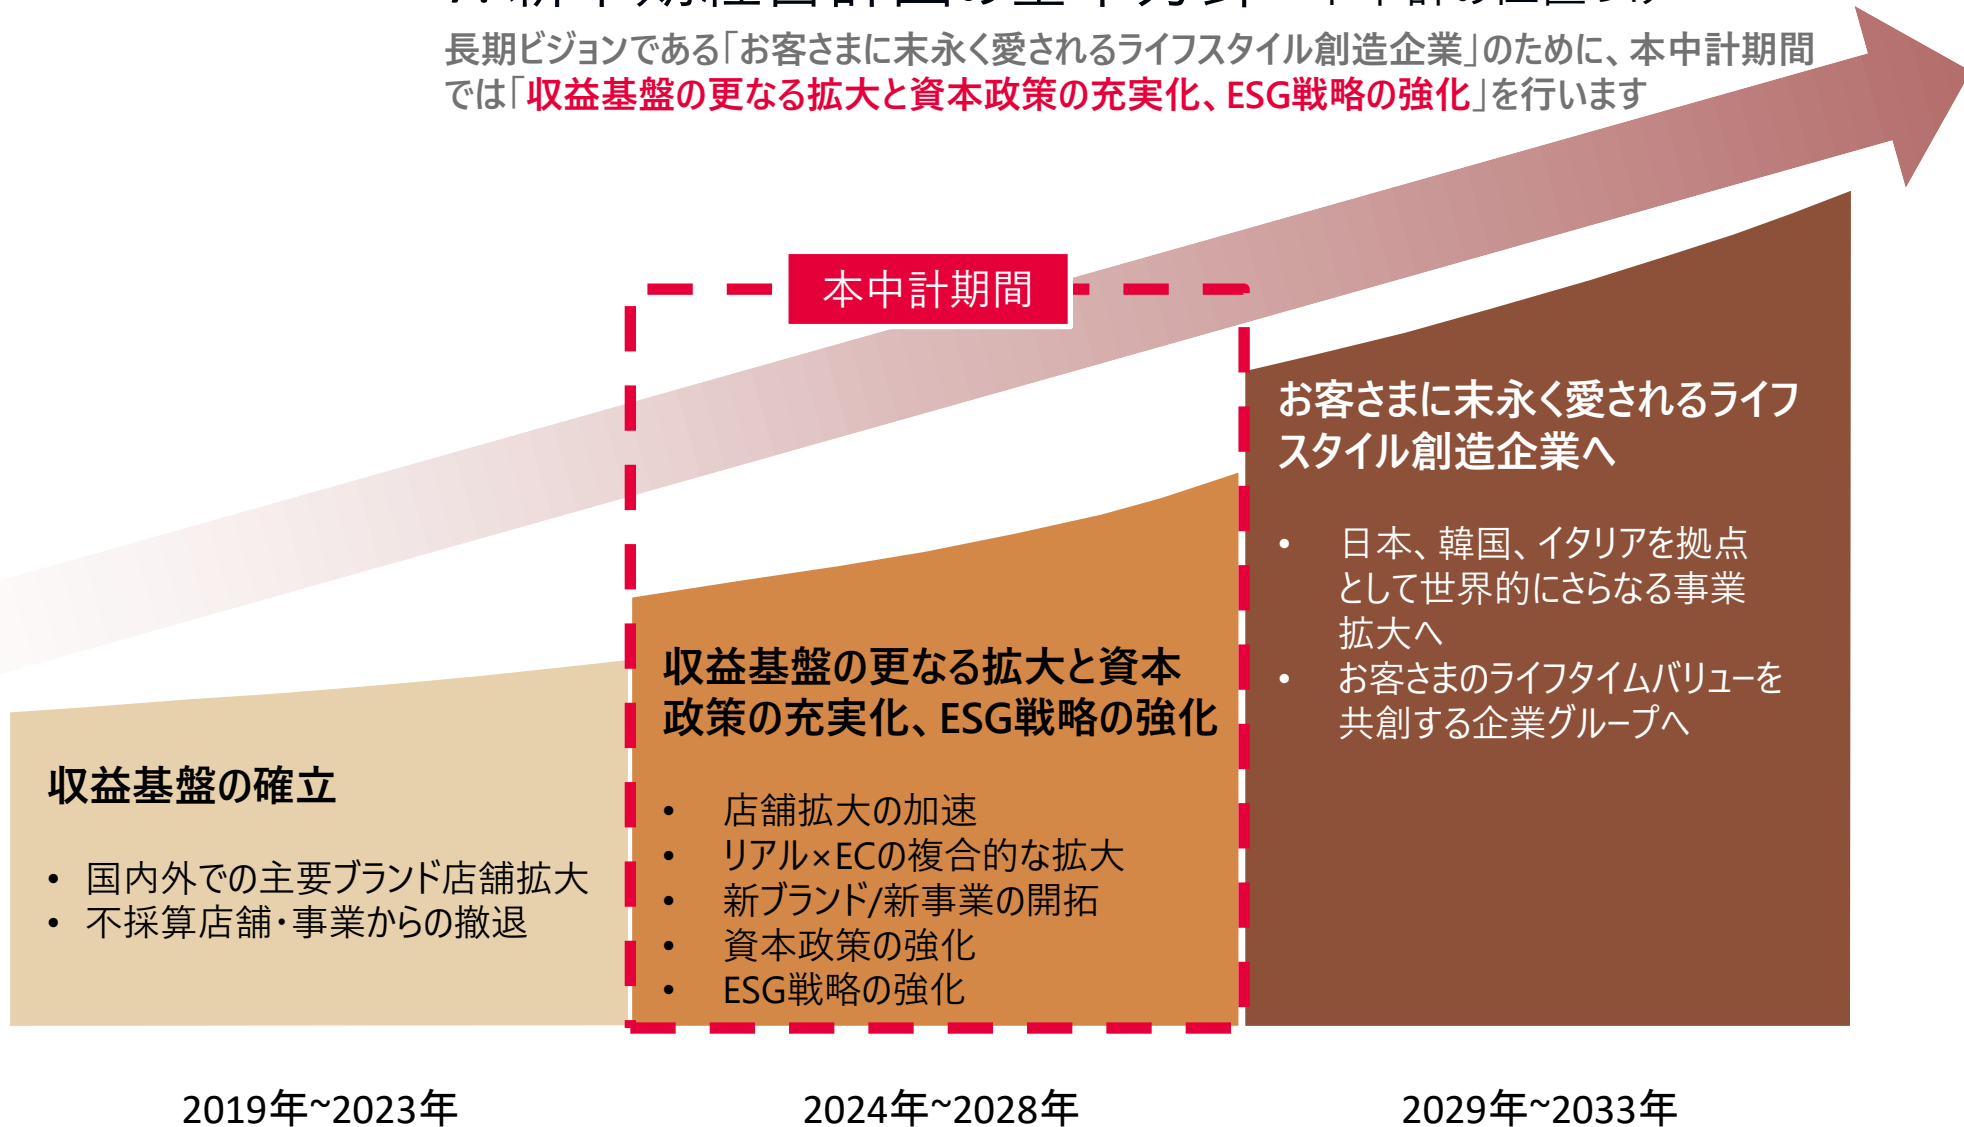 長期ビジョンである「お客さまに末永く愛されるライフスタイル創造企業」のために、本中計期間
では「収益基盤の更なる拡大と資本政策の充実化、ESG戦略の強化」を行います
本中計期間
お客さまに末永く愛されるライフ
スタイル創造企業へ
• 日本、韓国、イタリアを拠点
として世界的にさらなる事業
拡大へ
• お客さまのライフタイムバリューを
共創する企業グループへ
収益基盤の更なる拡大と資本
政策の充実化、ESG戦略の強化
• 店舗拡大の加速
• リアル×ECの複合的な拡大
• 新ブランド/新事業の開拓
• 資本政策の強化
• ESG戦略の強化
収益基盤の確立
• 国内外での主要ブランド店舗拡大
• 不採算店舗・事業からの撤退
2019年~2023年
2024年~2028年
2029年~2033年